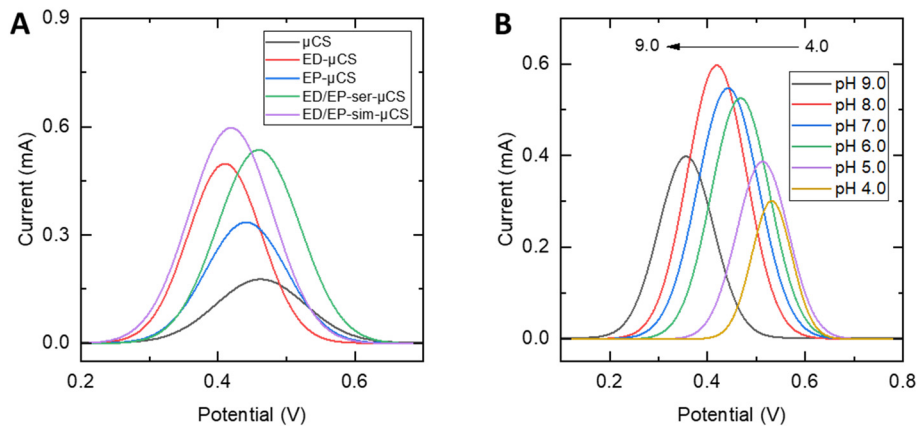 A
0.9
0.6
0.3
0.0
Current (mA)
0.2
0.4
0.6
Potential (V)
μCS
ED-μCS
EP-μCS
ED/EP-ser-μCS
ED/EP-sim-μCS
B
9.0
4.0
0.6
0.4
0.2
0.0
Current (mA)
0.2
0.4
0.6
0.8
Potential (V)
pH 9.0
pH 8.0
pH 7.0
pH 6.0
pH 5.0
pH 4.0